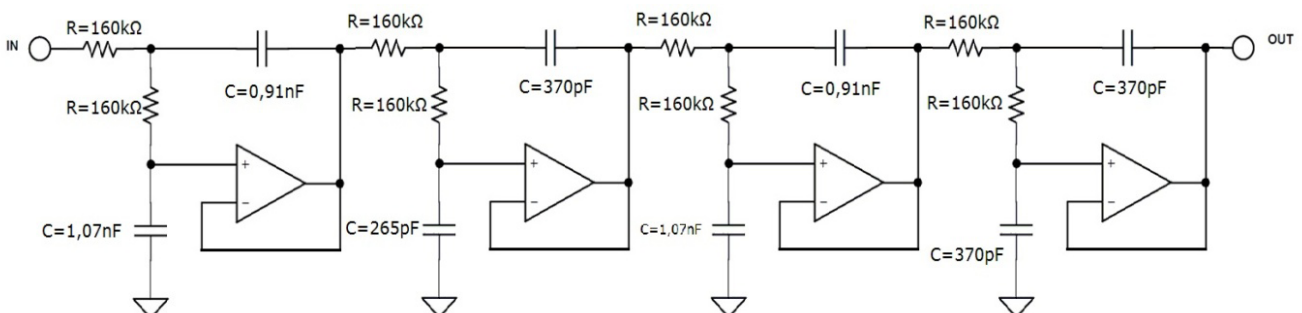 IN
R=160kΩ
C=0,91nF
R=160kΩ
C=1,07nF
+
−
R=160kΩ
C=370pF
R=160kΩ
C=265pF
+
−
R=160kΩ
C=0,91nF
R=160kΩ
C=1,07nF
+
−
R=160kΩ
C=370pF
R=160kΩ
C=370pF
+
−
OUT